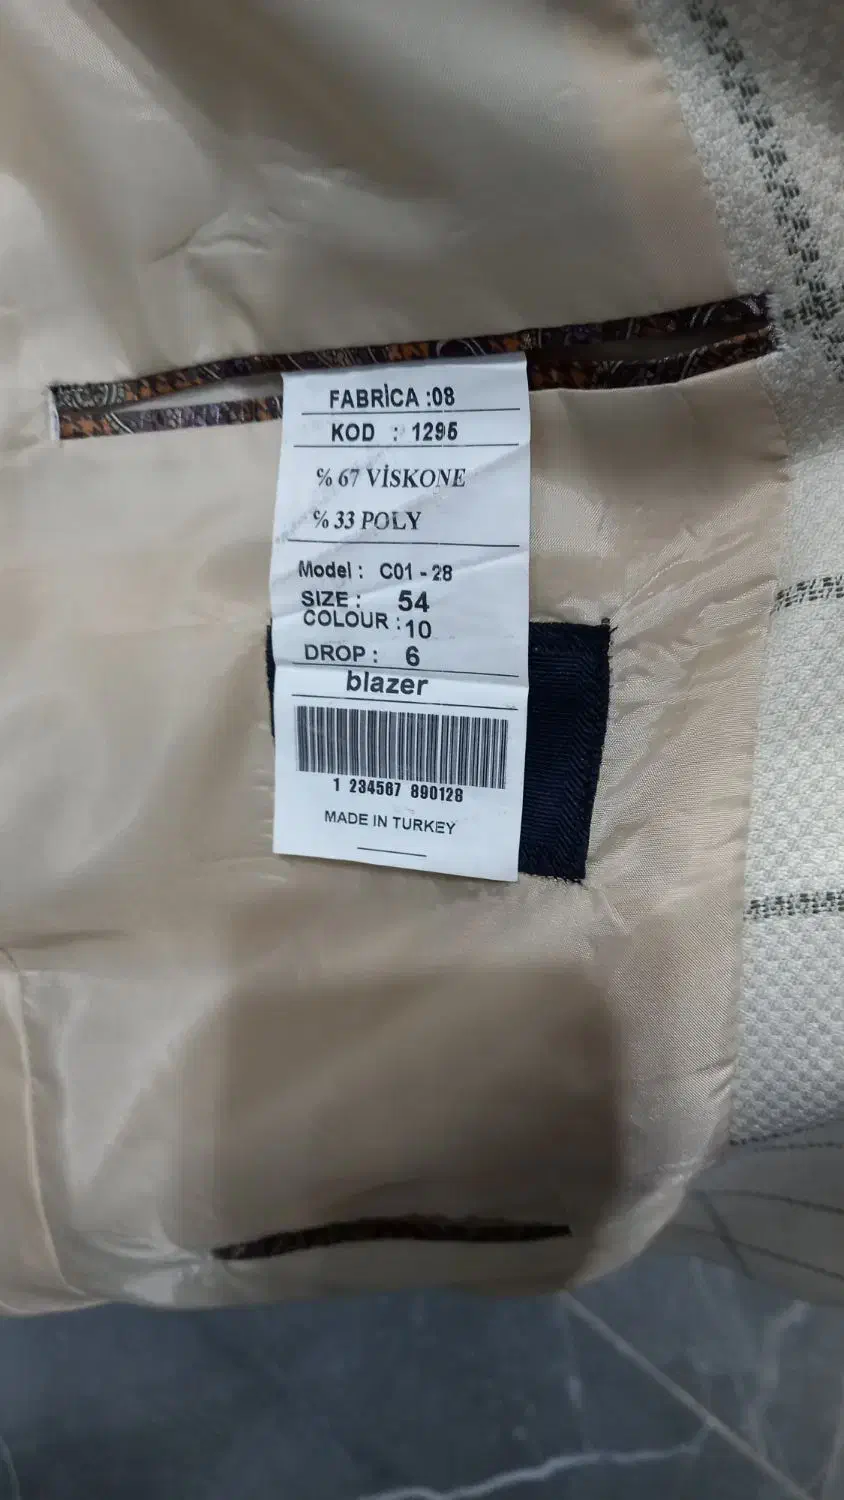 FABRİCA :08
KOD : 1295
% 67 VİSKONE
% 33 POLY
Model : C01 - 28
SIZE : 54
COLOUR : 10
DROP : 6
blazer
1 234567 890128
MADE IN TURKEY